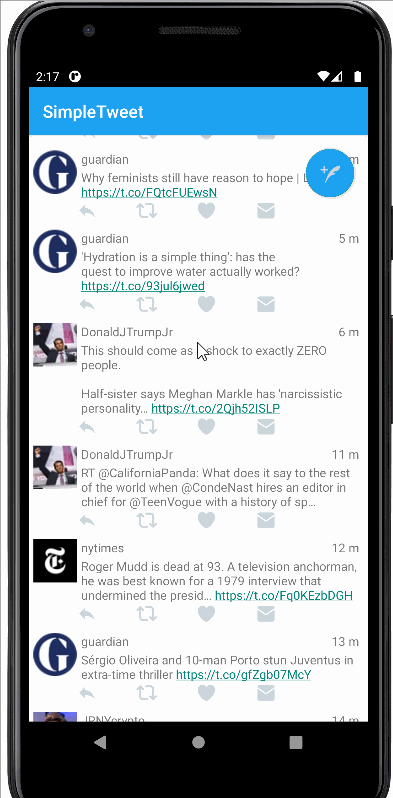 2:17
SimpleTweet
guardian
m
Why feminists still have reason to hope |
https://t.co/FQtcFUEwsN
guardian
5 m
'Hydration is a simple thing': has the
quest to improve water actually worked?
https://t.co/93jul6jwed
DonaldJTrumpJr
6 m
This should come as shock to exactly ZERO
people.
Half-sister says Meghan Markle has 'narcissistic
personality… https://t.co/2Qjh52ISLP
DonaldJTrumpJr
11 m
RT @CaliforniaPanda: What does it say to the rest
of the world when @CondeNast hires an editor in
chief for @TeenVogue with a history of sp…
nytimes
12 m
Roger Mudd is dead at 93. A television anchorman,
he was best known for a 1979 interview that
undermined the presid… https://t.co/Fq0KEzbDGH
guardian
13 m
Sérgio Oliveira and 10-man Porto stun Juventus in
extra-time thriller https://t.co/gfZgb07McY
JRNYcrypto
14 m